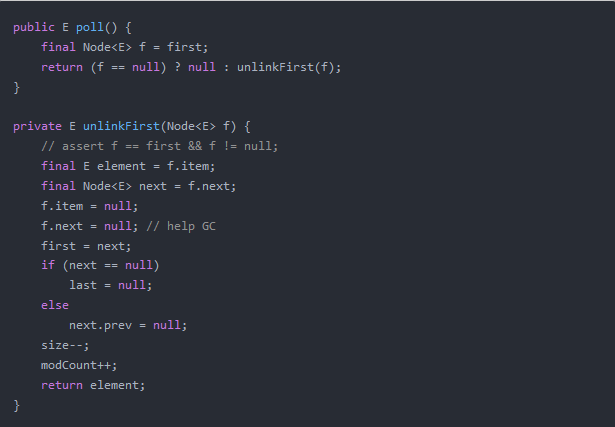 public E poll() {
    final Node<E> f = first;
    return (f == null) ? null : unlinkFirst(f);
}

private E unlinkFirst(Node<E> f) {
    // assert f == first && f != null;
    final E element = f.item;
    final Node<E> next = f.next;
    f.item = null;
    f.next = null; // help GC
    first = next;
    if (next == null)
        last = null;
    else
        next.prev = null;
    size--;
    modCount++;
    return element;
}